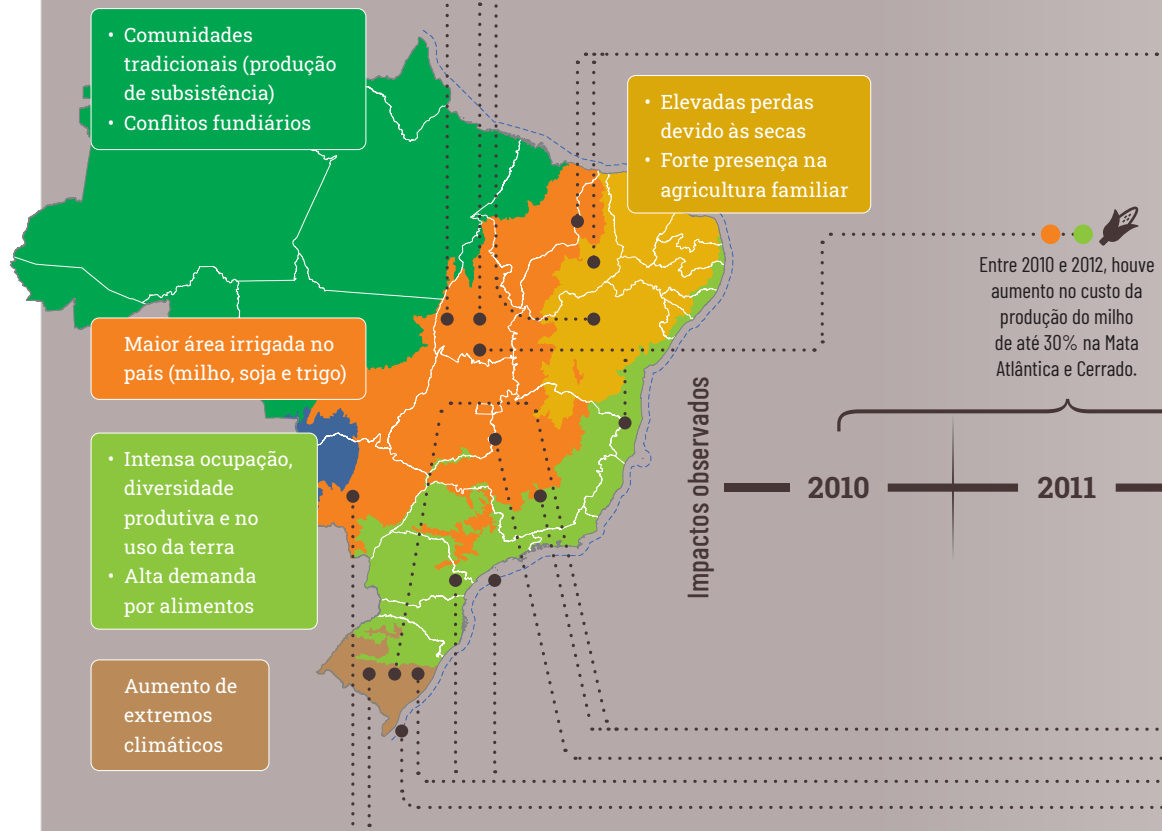 • Comunidades
tradicionais (produção
de subsistência)
• Conflitos fundiários
• Elevadas perdas
devido às secas
• Forte presença na
agricultura familiar
Maior área irrigada no
país (milho, soja e trigo)
• Intensa ocupação,
diversidade
produtiva e no
uso da terra
• Alta demanda
por alimentos
Aumento de
extremos
climáticos
Entre 2010 e 2012, houve
aumento no custo da
produção do milho
de até 30% na Mata
Atlântica e Cerrado.
Impactos observados
2010
2011